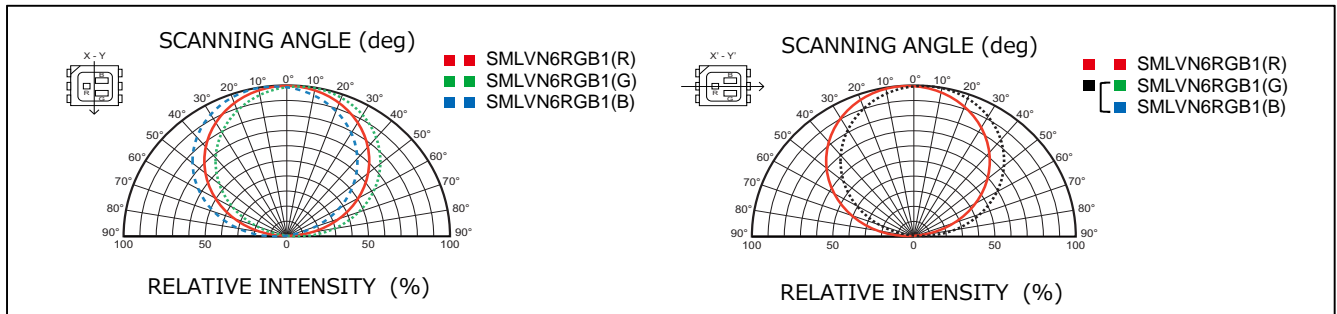 SCANNING ANGLE (deg)
X - Y
B
R
G
SMLVN6RGB1(R)
SMLVN6RGB1(G)
SMLVN6RGB1(B)
90° 80° 70° 60° 50° 40° 30° 20° 10° 0° 10° 20° 30° 40° 50° 60° 70° 80° 90°
100 50 0 50 100
RELATIVE INTENSITY (%)
SCANNING ANGLE (deg)
X' - Y'
B
R
G
SMLVN6RGB1(R)
SMLVN6RGB1(G)
SMLVN6RGB1(B)
90° 80° 70° 60° 50° 40° 30° 20° 10° 0° 10° 20° 30° 40° 50° 60° 70° 80° 90°
100 50 0 50 100
RELATIVE INTENSITY (%)